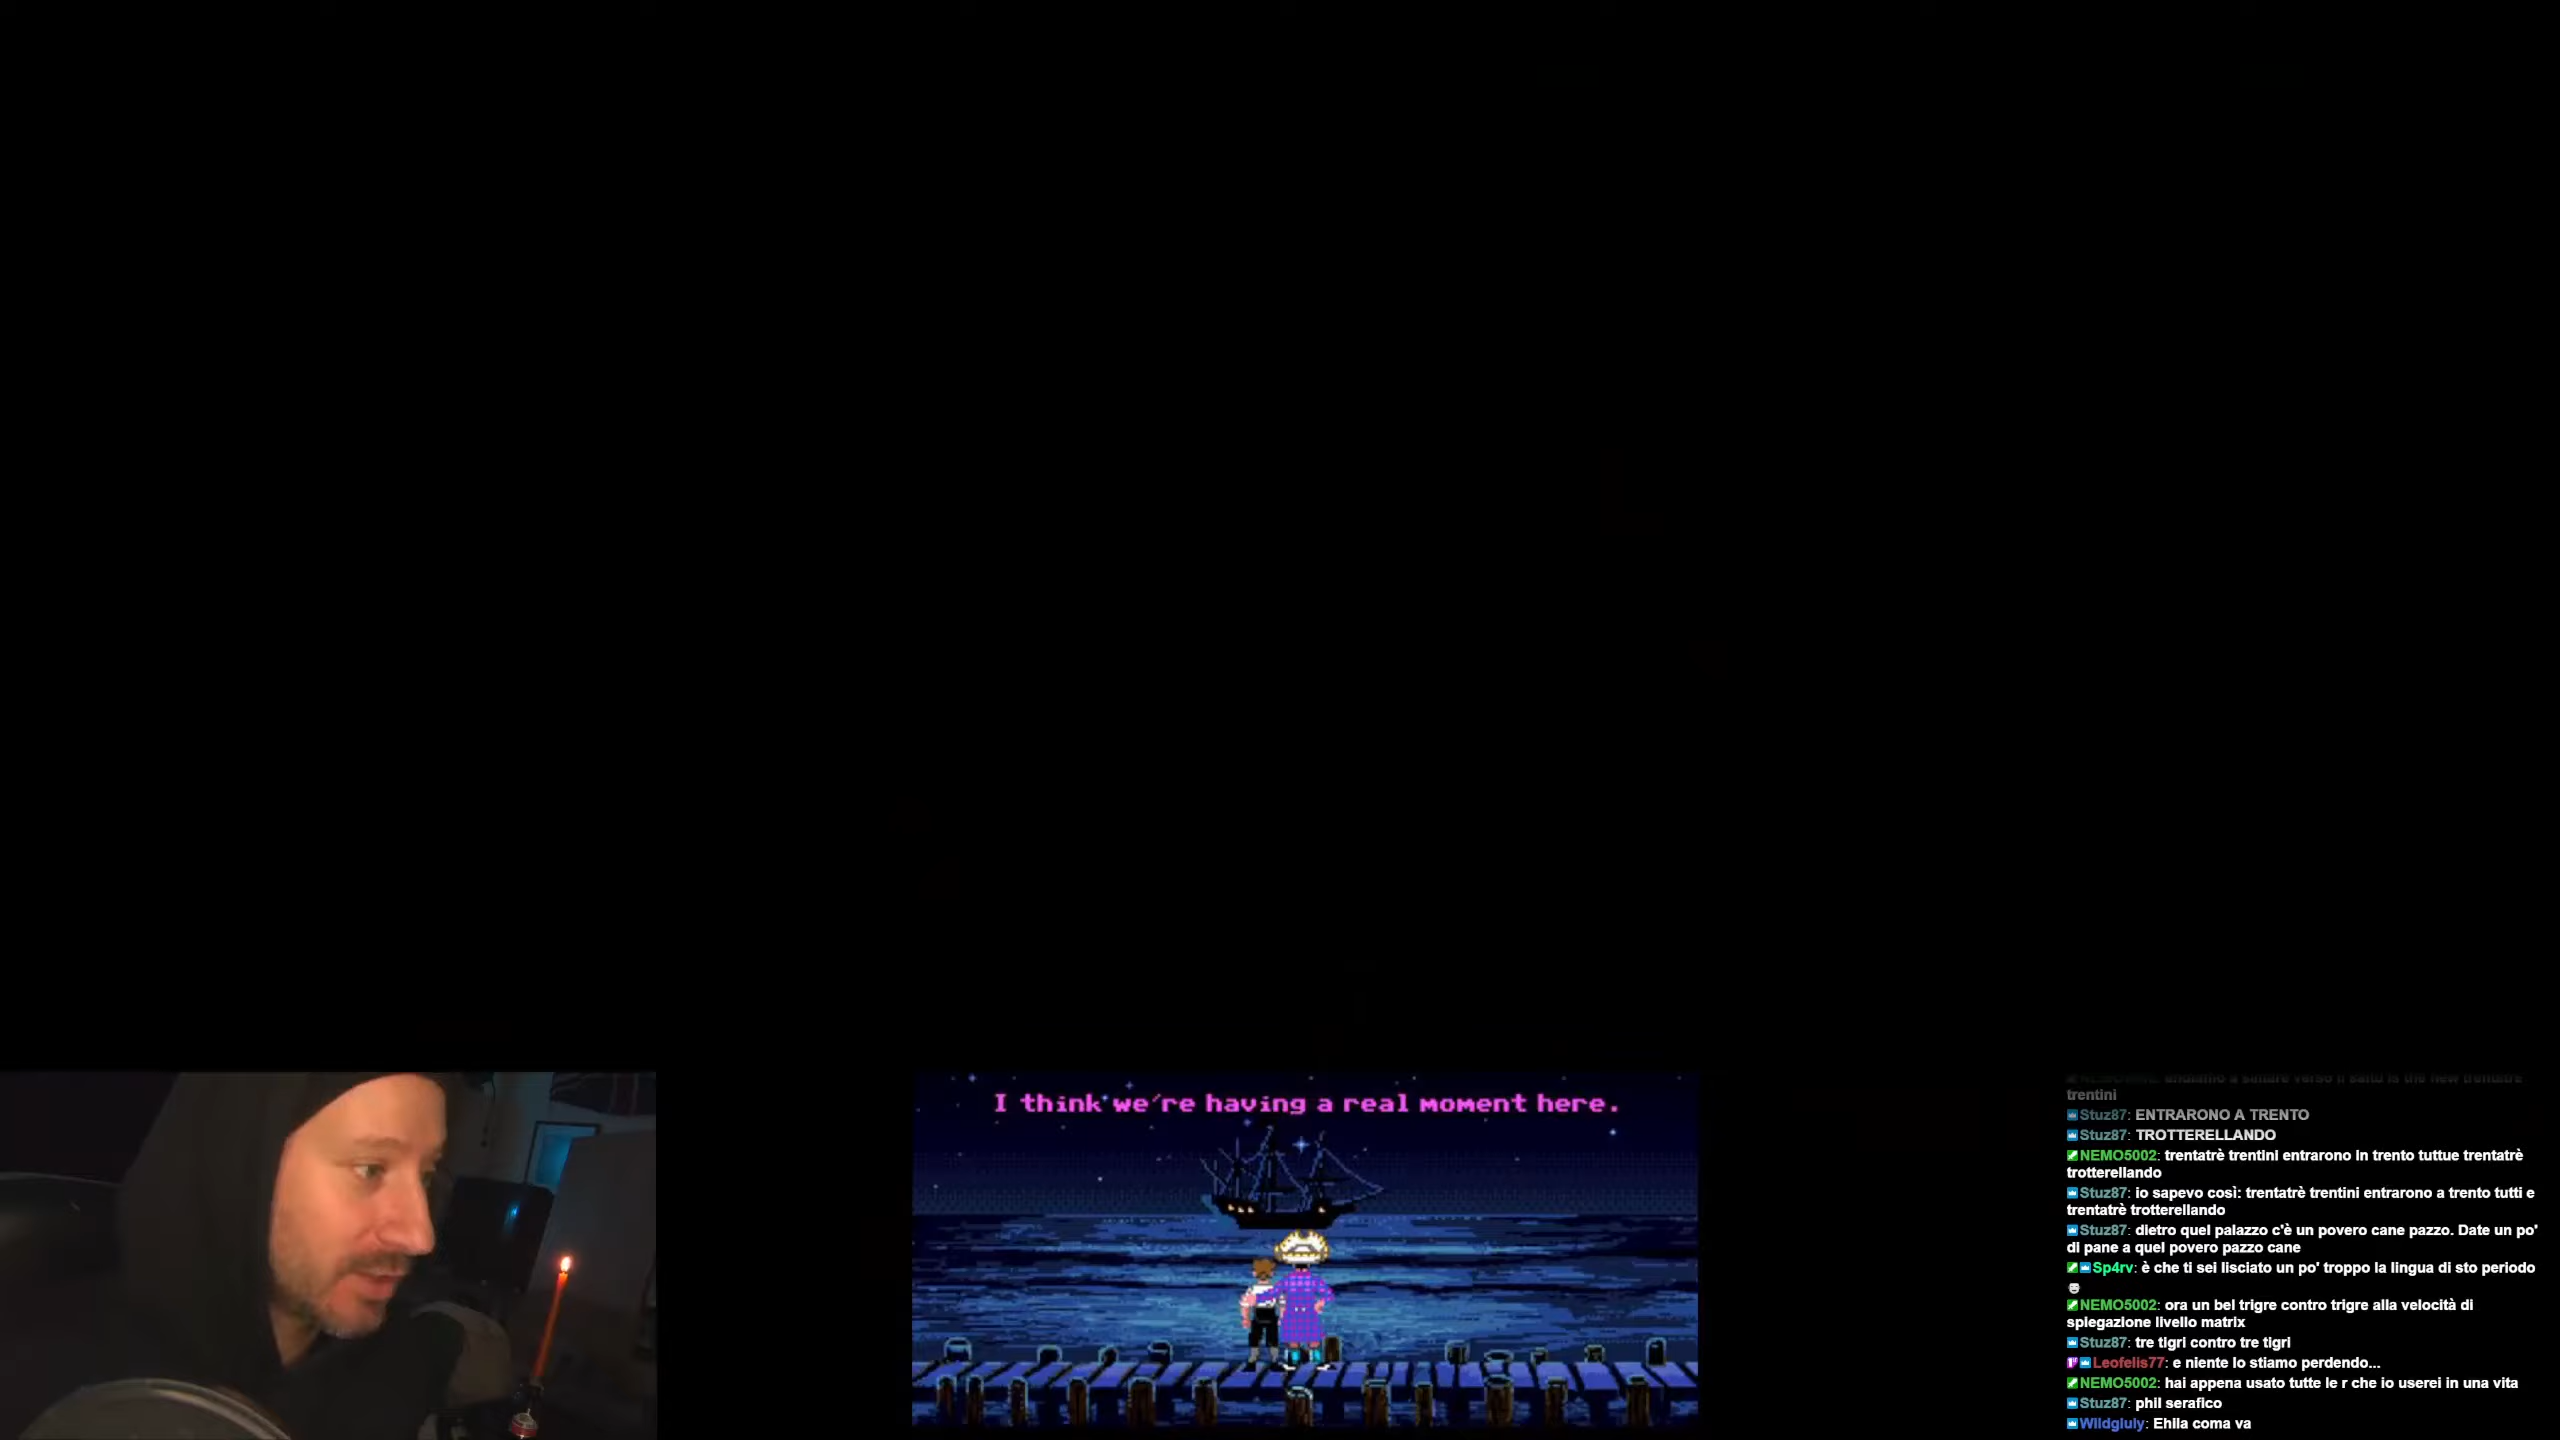 I think we're having a real moment here.
trentini
Stuz87: ENTRARONO A TRENTO
Stuz87: TROTTERELLANDO
NEMO5002: trentatrè trentini entrarono in trento tuttue trentatrè
trotterellando
Stuz87: io sapevo così: trentatrè trentini entrarono a trento tutti e
trentatrè trotterellando
Stuz87: dietro quel palazzo c'è un povero cane pazzo. Date un po'
di pane a quel povero pazzo cane
Sp4rv: è che ti sei lisciato un po' troppo la lingua di sto periodo
NEMO5002: ora un bel trigre contro trigre alla velocità di
spiegazione livello matrix
Stuz87: tre tigri contro tre tigri
Leofelis77: e niente lo stiamo perdendo...
NEMO5002: hai appena usato tutte le r che io userei in una vita
Stuz87: phil serafico
Wildgiuly: Ehila coma va